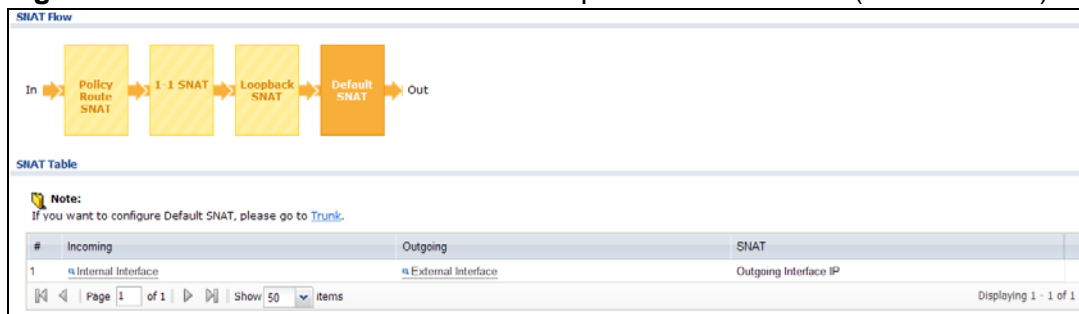 SNAT Flow
In
Policy Route SNAT
1-1 SNAT
Loopback SNAT
Default SNAT
Out
SNAT Table
Note:
If you want to configure Default SNAT, please go to Trunk.
# Incoming Outgoing SNAT
1 Internal Interface External Interface Outgoing Interface IP
Page 1 of 1 Show 50 items Displaying 1 - 1 of 1